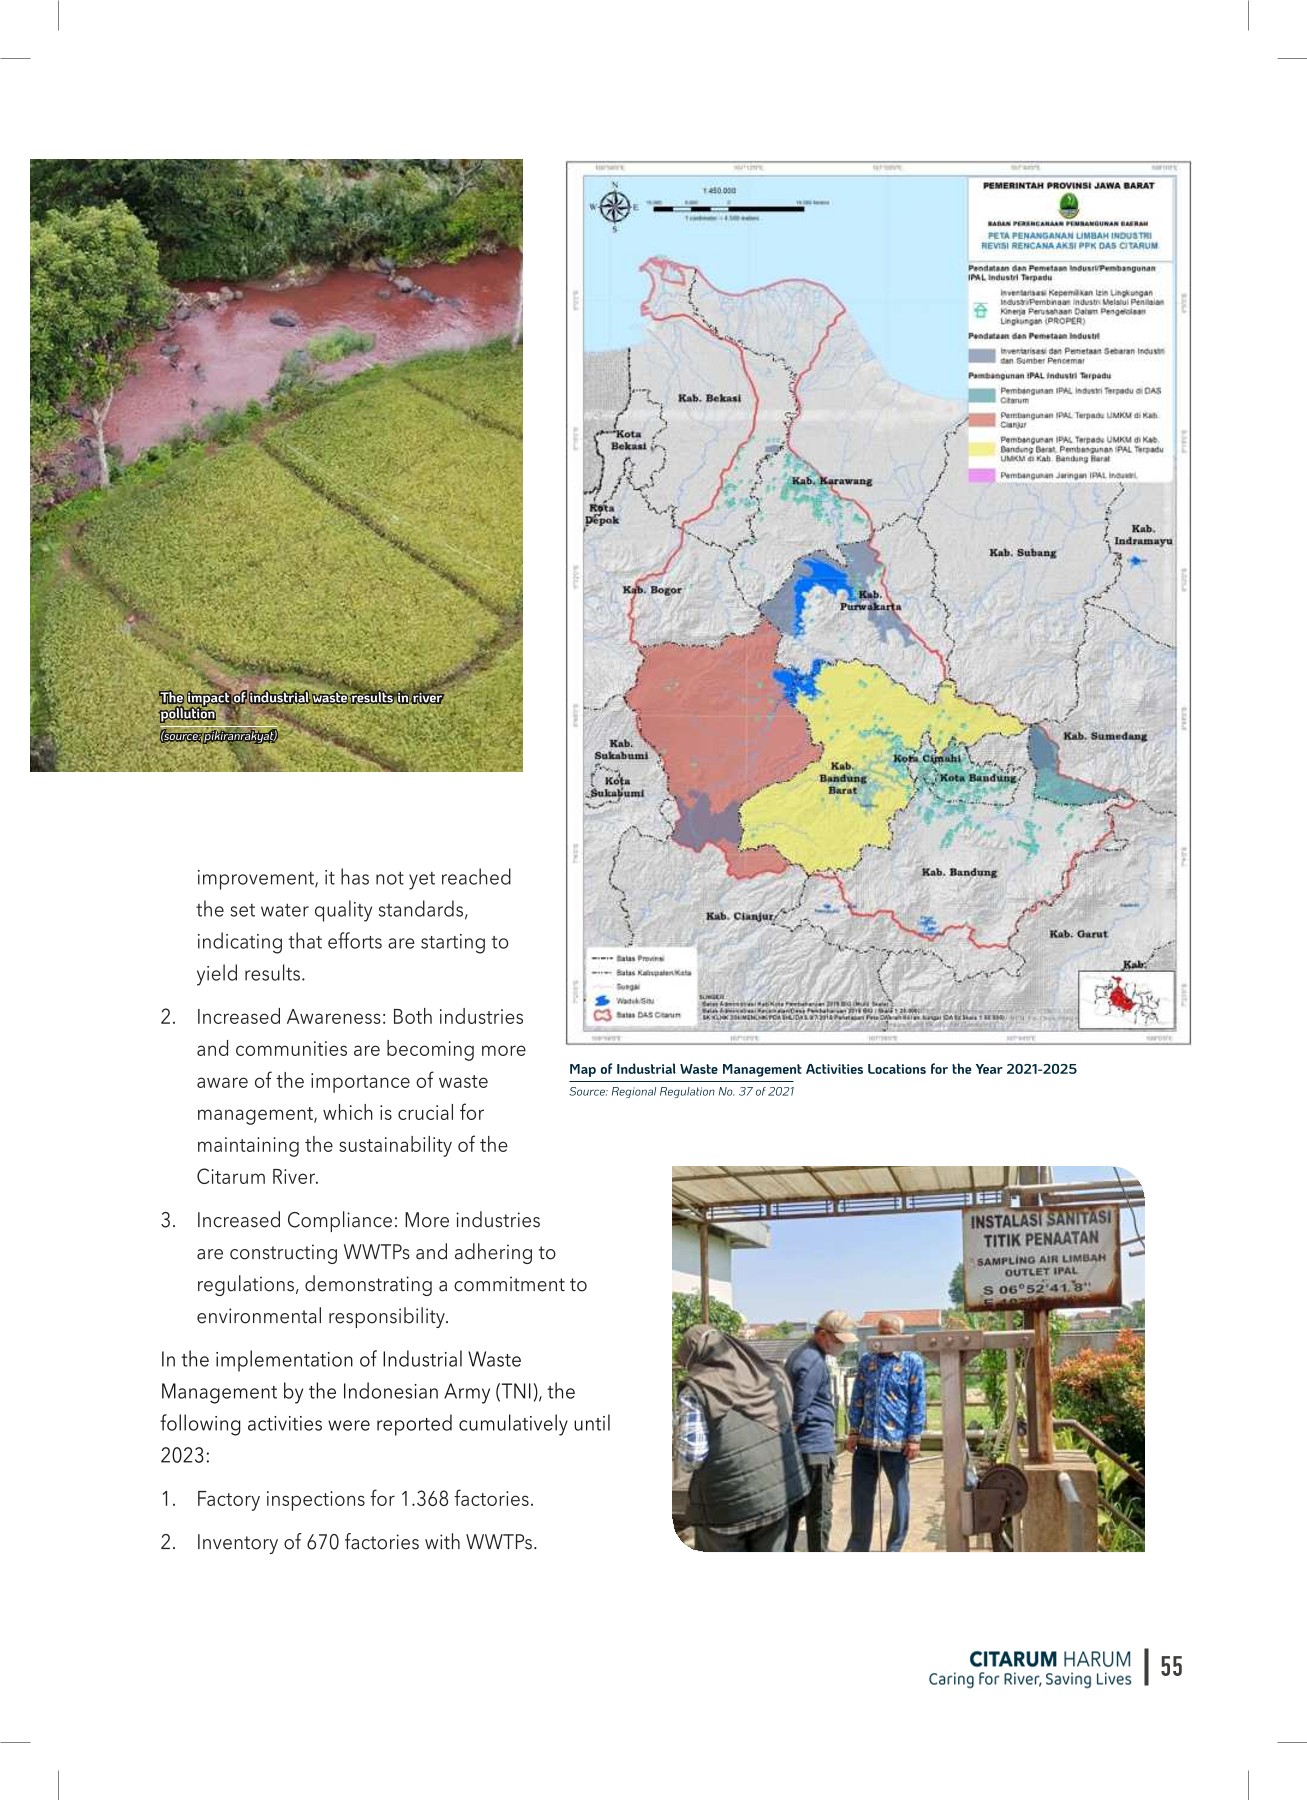 The impact of industrial waste results in river
pollution
(source: pikiranrakyat)
improvement, it has not yet reached
the set water quality standards,
indicating that efforts are starting to
yield results.
2. Increased Awareness: Both industries
and communities are becoming more
aware of the importance of waste
management, which is crucial for
maintaining the sustainability of the
Citarum River.
3. Increased Compliance: More industries
are constructing WWTPs and adhering to
regulations, demonstrating a commitment to
environmental responsibility.
In the implementation of Industrial Waste
Management by the Indonesian Army (TNI), the
following activities were reported cumulatively until
2023:
1. Factory inspections for 1.368 factories.
2. Inventory of 670 factories with WWTPs.
N
W E
S
1:450.000
PEMERINTAH PROVINSI JAWA BARAT
BADAN PERENCANAAN PEMBANGUNAN DAERAH
PETA PENANGANAN LIMBAH INDUSTRI
REVISI RENCANA AKSI PPK DAS CITARUM
Pendataan dan Pemetaan Indusri/Pembangunan
IPAL Industri Terpadu
Inventarisasi Kepemilikan Izin Lingkungan
Industri/Pembinaan Industri Melalui Penilaian
Kinerja Perusahaan Dalam Pengelolaan
Lingkungan (PROPER)
Pendataan dan Pemetaan Industri
Inventarisasi dan Pemetaan Sebaran Industri
dan Sumber Pencemar
Pembangunan IPAL Industri Terpadu
Pembangunan IPAL Industri Terpadu di DAS
Citarum
Pembangunan IPAL Terpadu UMKM di Kab.
Cianjur
Pembangunan IPAL Terpadu UMKM di Kab.
Bandung Barat, Pembangunan IPAL Terpadu
UMKM di Kab. Bandung Barat
Pembangunan Jaringan IPAL Industri,
Kab. Bekasi
Kota
Bekasi
Kab. Karawang
Kota
Depok
Kab. Subang
Kab.
Indramayu
Kab. Bogor
Kab.
Purwakarta
Kab.
Sukabumi
Kota
Sukabumi
Kab.
Bandung
Barat
Kota Cimahi
Kota Bandung
Kab. Sumedang
Kab. Bandung
Kab. Cianjur
Kab. Garut
Kab.
Batas Provinsi
Batas Kabupaten/Kota
Sungai
Waduk/Situ
Batas DAS Citarum
SUMBER
Map of Industrial Waste Management Activities Locations for the Year 2021-2025
Source: Regional Regulation No. 37 of 2021
INSTALASI SANITASI
TITIK PENAATAN
SAMPLING AIR LIMBAH
OUTLET IPAL
S 06°52'41.8"
CITARUM HARUM
Caring for River, Saving Lives
55